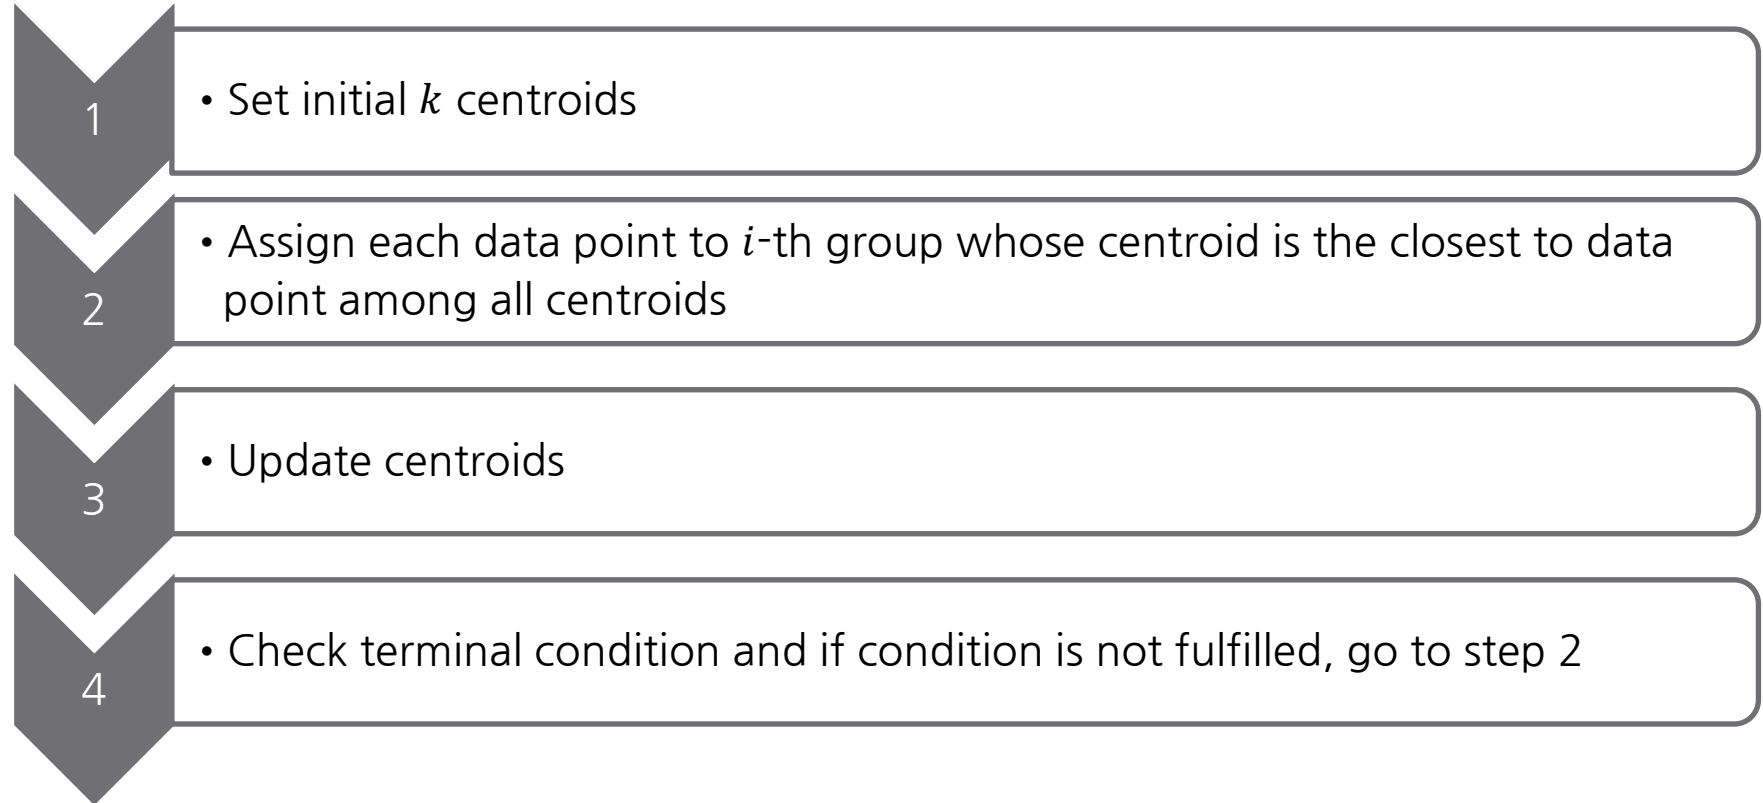 1
• Set initial k centroids
2
• Assign each data point to i-th group whose centroid is the closest to data
point among all centroids
3
• Update centroids
4
• Check terminal condition and if condition is not fulfilled, go to step 2